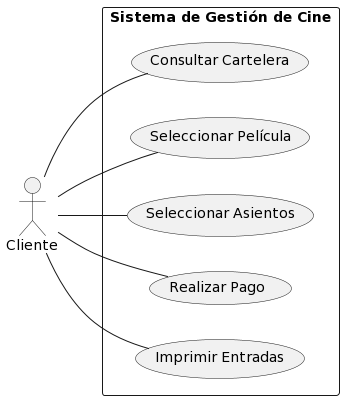 Sistema de Gestión de Cine
Consultar Cartelera
Seleccionar Película
Seleccionar Asientos
Cliente
Realizar Pago
Imprimir Entradas